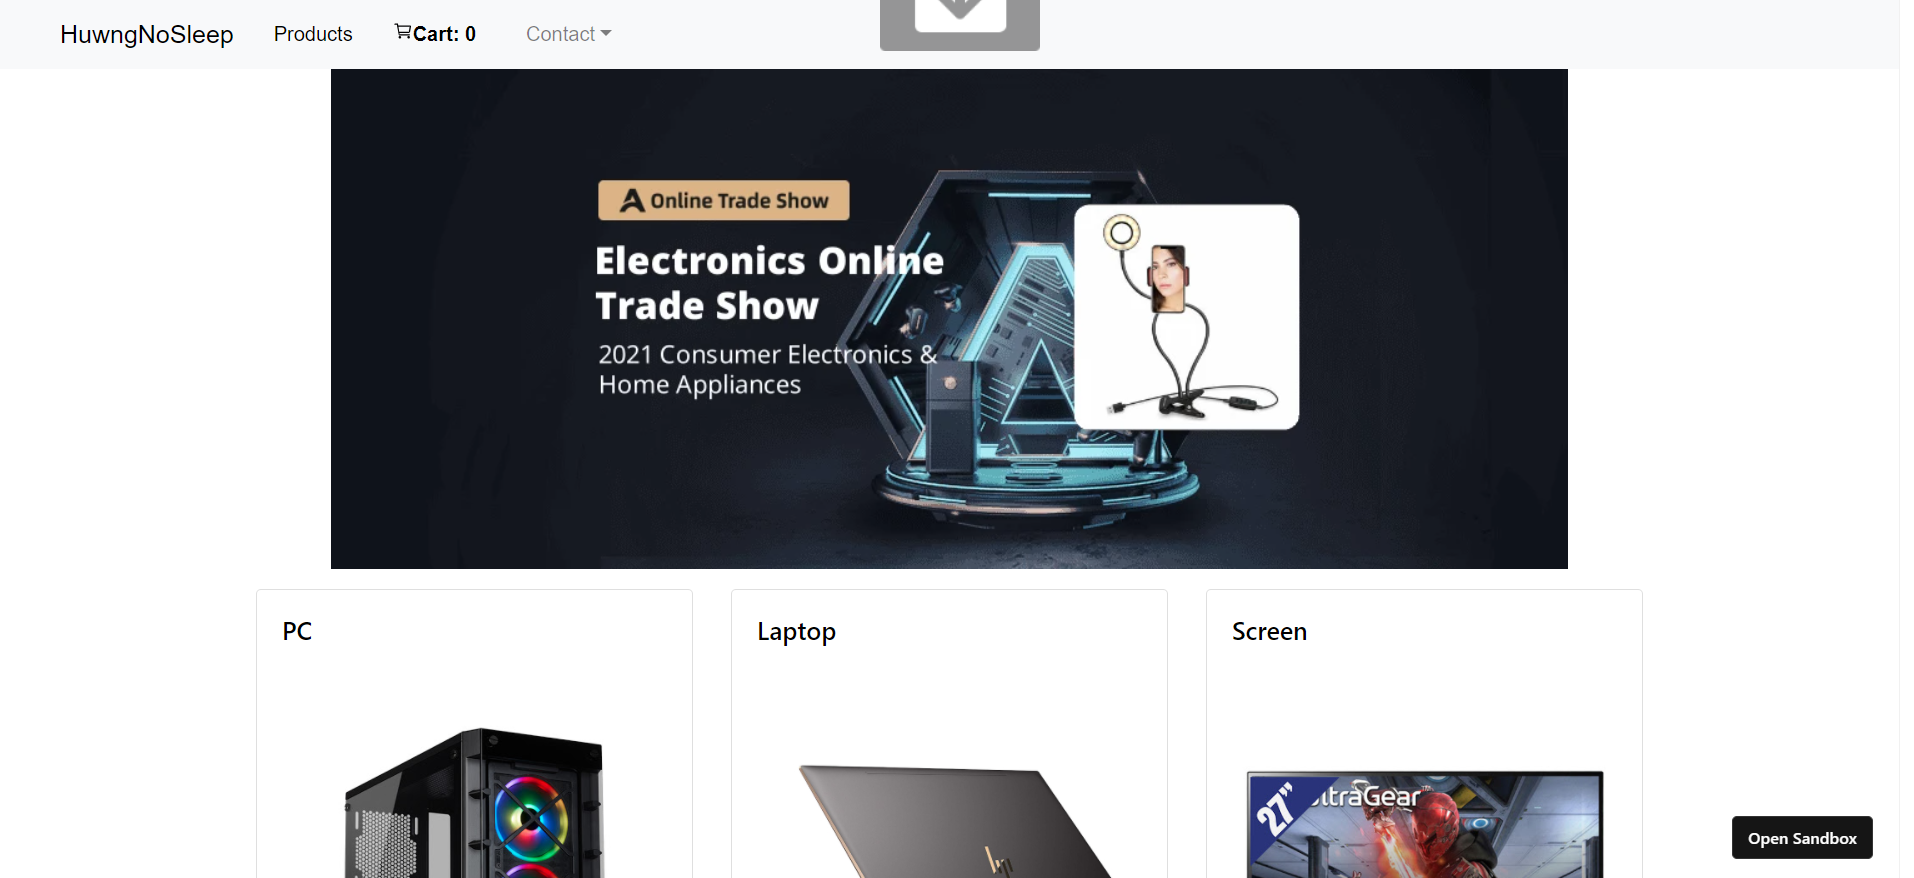 HuwngNoSleep Products Cart: 0 Contact
Online Trade Show
Electronics Online
Trade Show
2021 Consumer Electronics &
Home Appliances
PC Laptop Screen
27"
UltraGear™
Open Sandbox